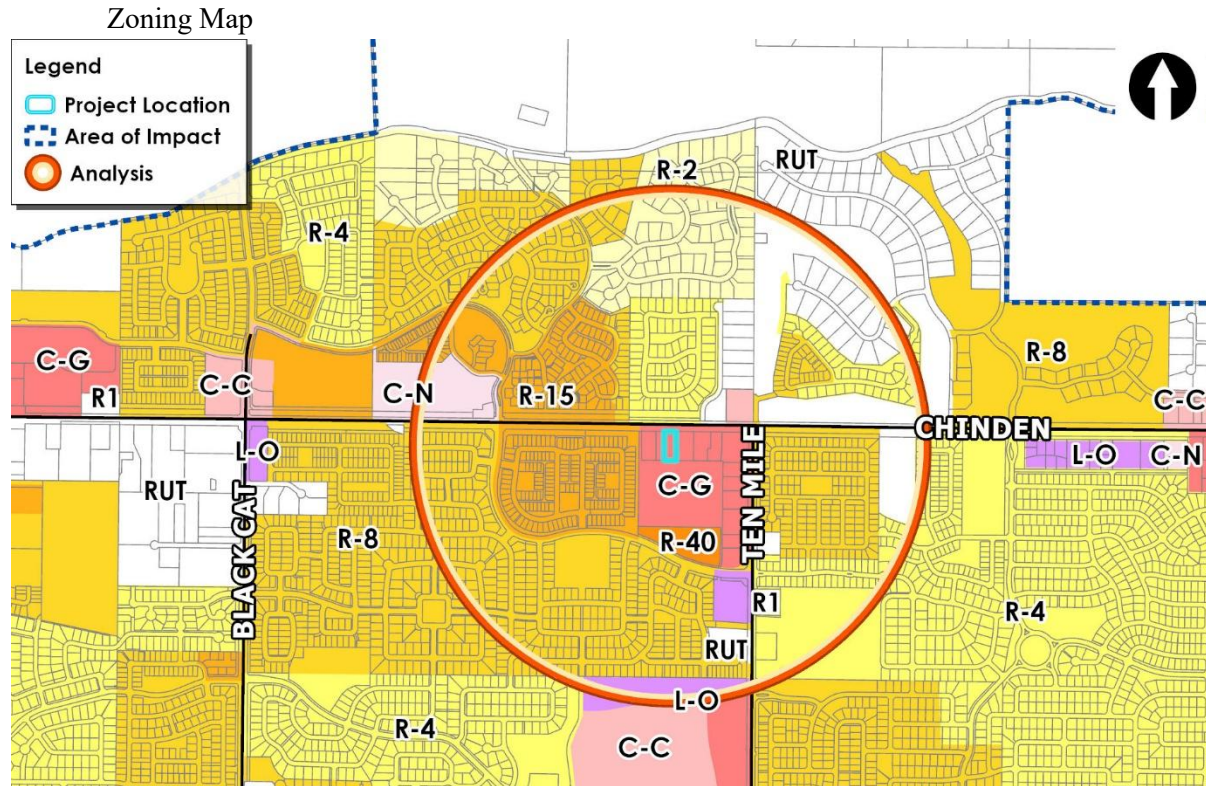 Zoning Map
Legend
Project Location
Area of Impact
Analysis
RUT
R-2
R-4
C-G
R1
C-C
C-N
R-15
R-8
C-C
CHINDEN
L-O
RUT
BLACK CAT
R-8
C-G
R-40
TEN MILE
L-O
C-N
R1
R-4
RUT
L-O
R-4
C-C